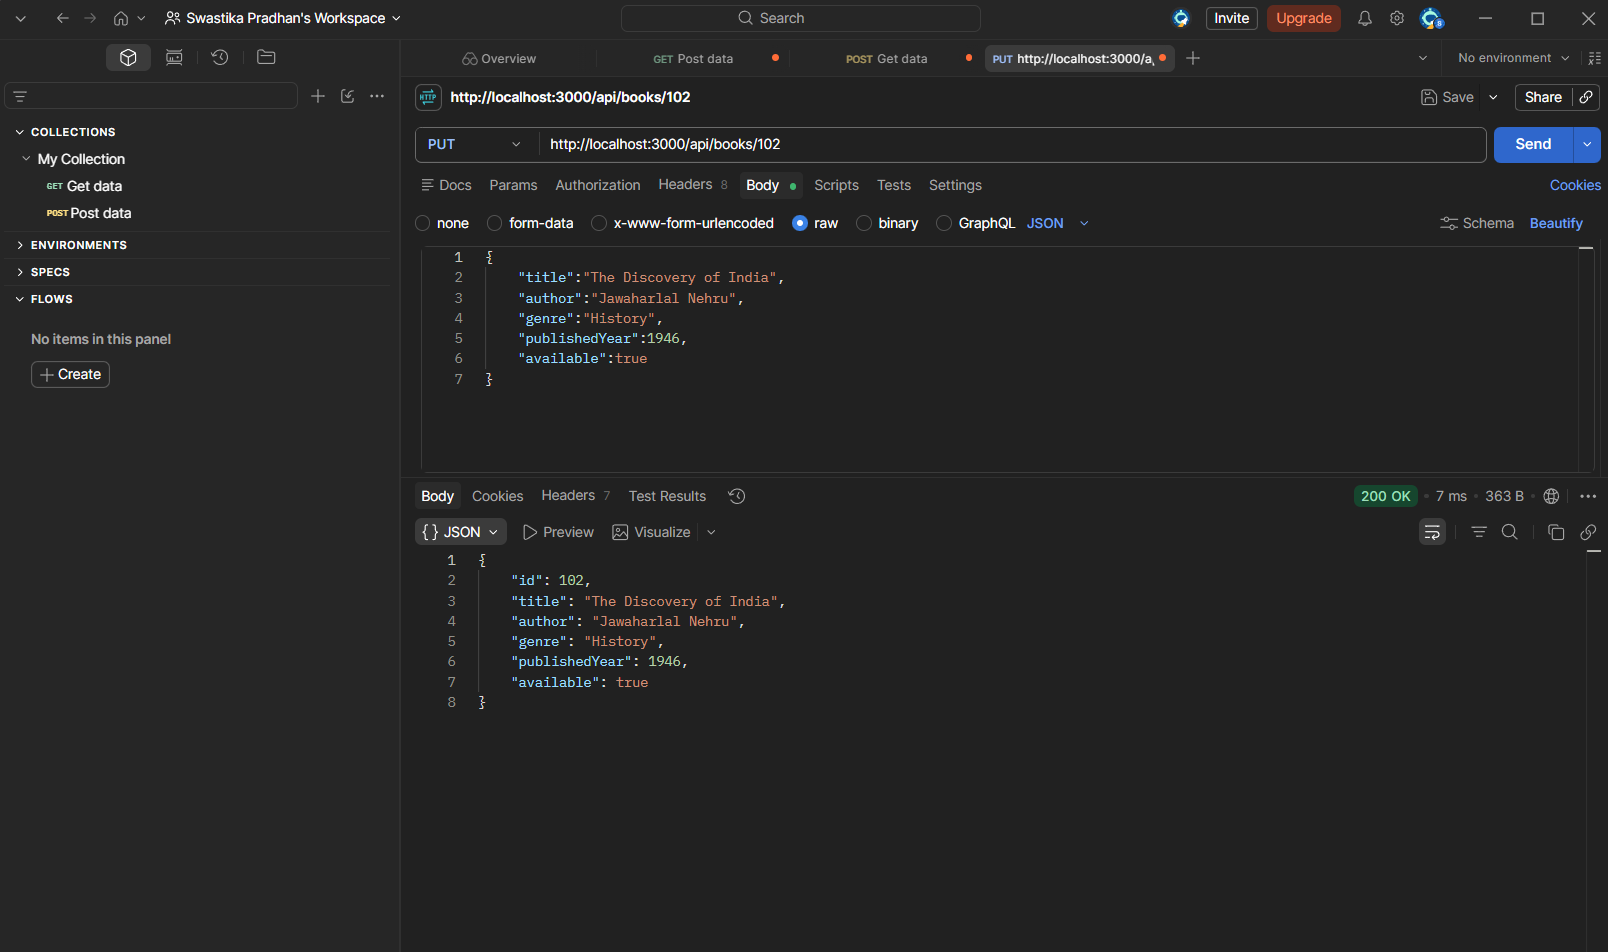 Swastika Pradhan's Workspace
Search
Invite
Upgrade
Overview
GET Post data
POST Get data
PUT http://localhost:3000/a
No environment
HTTP http://localhost:3000/api/books/102
Save
Share
COLLECTIONS
My Collection
GET Get data
POST Post data
ENVIRONMENTS
SPECS
FLOWS
No items in this panel
Create
PUT http://localhost:3000/api/books/102
Send
Docs Params Authorization Headers 8 Body Scripts Tests Settings Cookies
none form-data x-www-form-urlencoded raw binary GraphQL JSON Schema Beautify
1 {
2 "title":"The Discovery of India",
3 "author":"Jawaharlal Nehru",
4 "genre":"History",
5 "publishedYear":1946,
6 "available":true
7 }
Body Cookies Headers 7 Test Results 200 OK • 7 ms • 363 B
{} JSON Preview Visualize
1 {
2 "id": 102,
3 "title": "The Discovery of India",
4 "author": "Jawaharlal Nehru",
5 "genre": "History",
6 "publishedYear": 1946,
7 "available": true
8 }